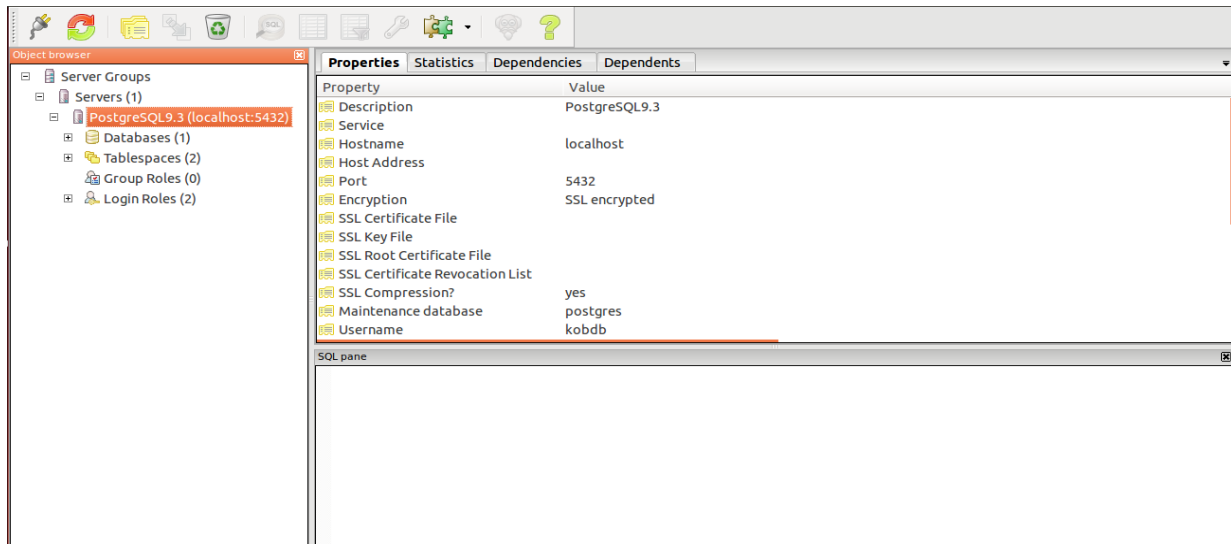 SQL
Object browser
Server Groups
Servers (1)
PostgreSQL9.3 (localhost:5432)
Databases (1)
Tablespaces (2)
Group Roles (0)
Login Roles (2)
Properties Statistics Dependencies Dependents
Property Value
Description PostgreSQL9.3
Service
Hostname localhost
Host Address
Port 5432
Encryption SSL encrypted
SSL Certificate File
SSL Key File
SSL Root Certificate File
SSL Certificate Revocation List
SSL Compression? yes
Maintenance database postgres
Username kobdb
SQL pane